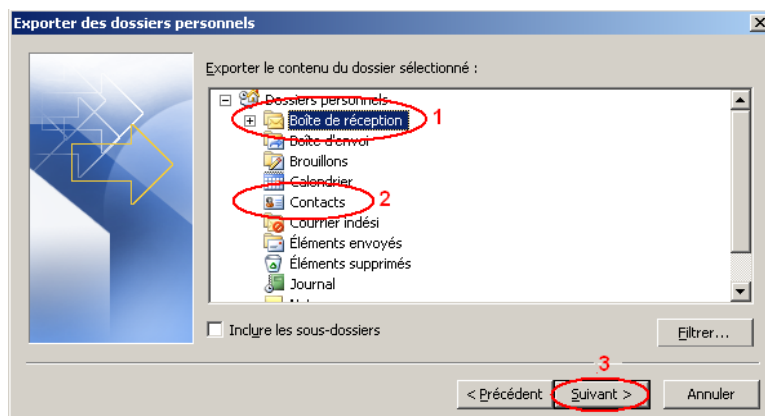 Exporter des dossiers personnels
Exporter le contenu du dossier sélectionné :
Dossiers personnels
Boîte de réception 1
Boîte d'envoi
Brouillons
Calendrier
Contacts 2
Courrier indési
Éléments envoyés
Éléments supprimés
Journal
Inclure les sous-dossiers
Filtrer...
3
< Précédent Suivant > Annuler